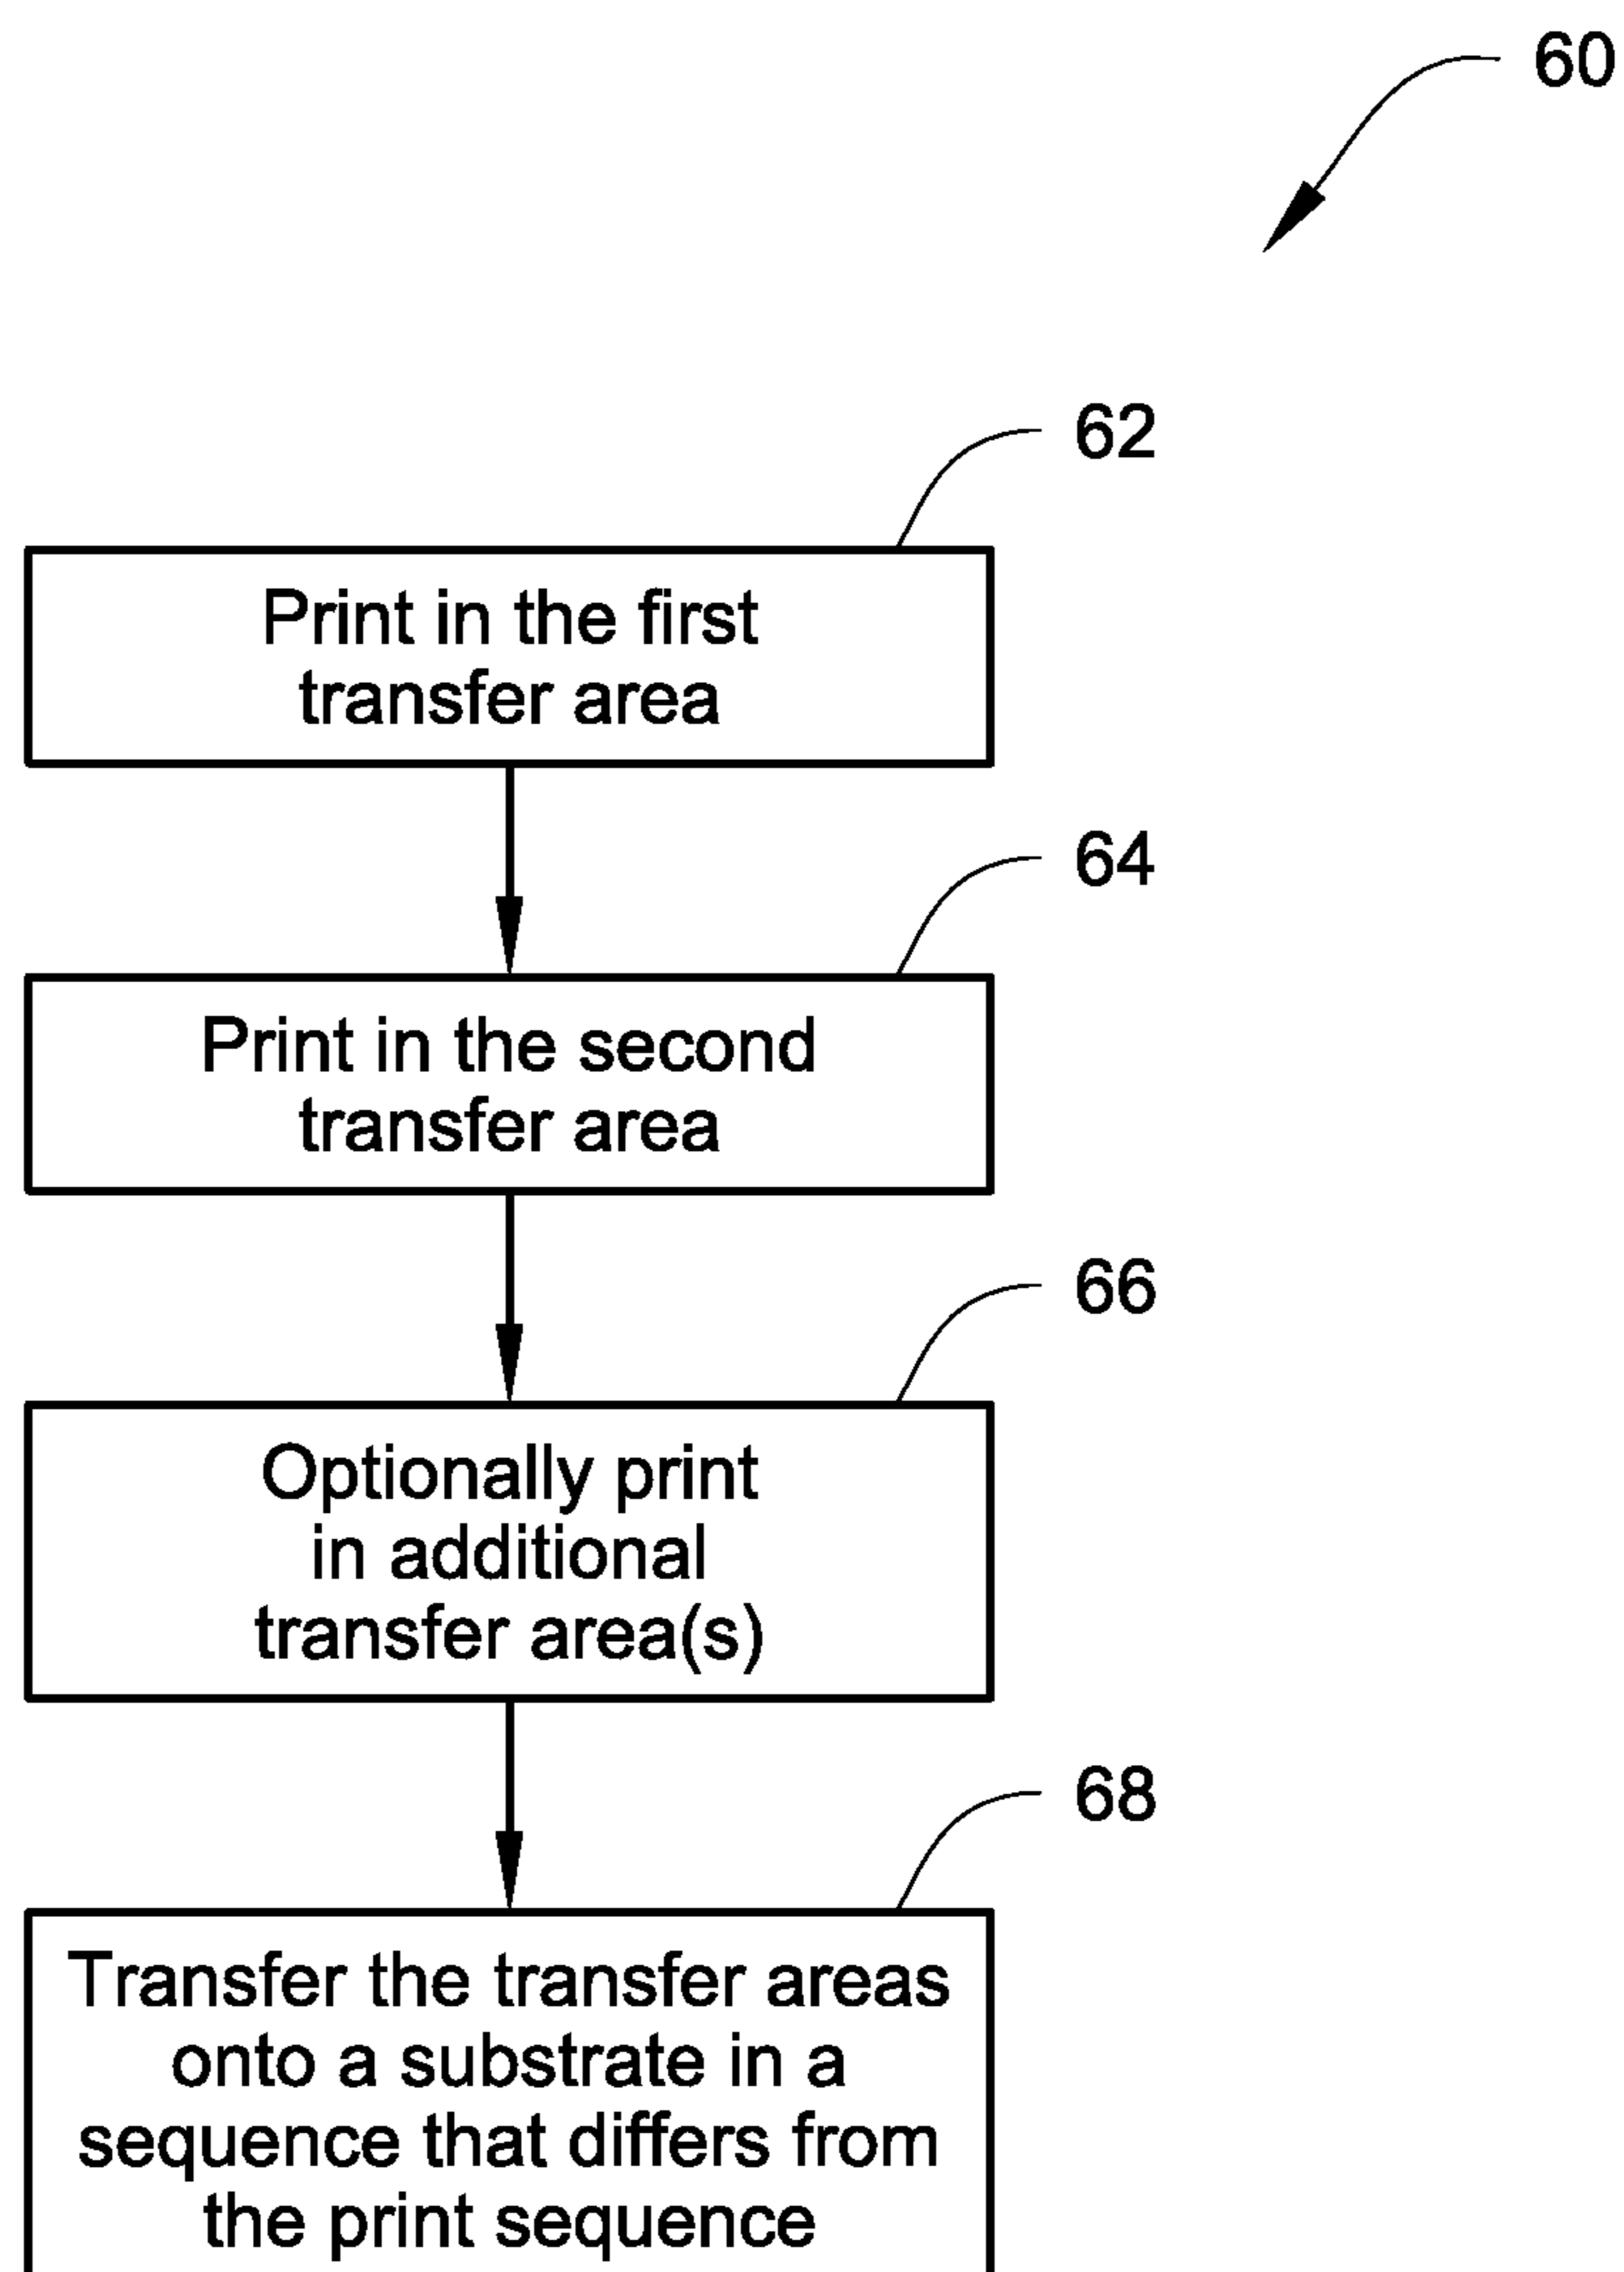 60
62
Print in the first
transfer area
64
Print in the second
transfer area
66
Optionally print
in additional
transfer area(s)
68
Transfer the transfer areas
onto a substrate in a
sequence that differs from
the print sequence